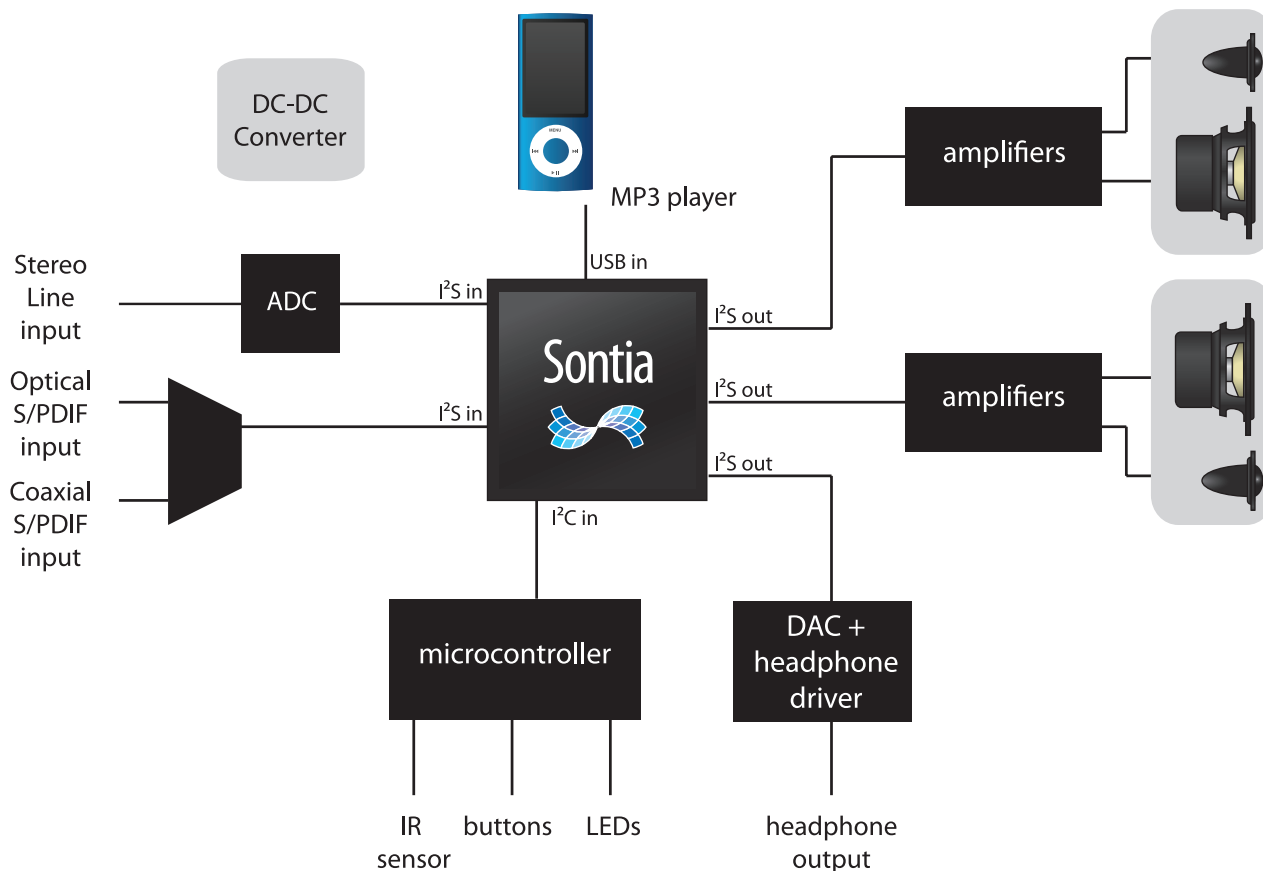 DC-DC
Converter
MENU
MP3 player
USB in
Stereo
Line
input
ADC
I²S in
Optical
S/PDIF
input
I²S in
Coaxial
S/PDIF
input
Sontia
I²S out
I²S out
I²S out
I²C in
amplifiers
amplifiers
microcontroller
DAC +
headphone
driver
IR
sensor
buttons
LEDs
headphone
output